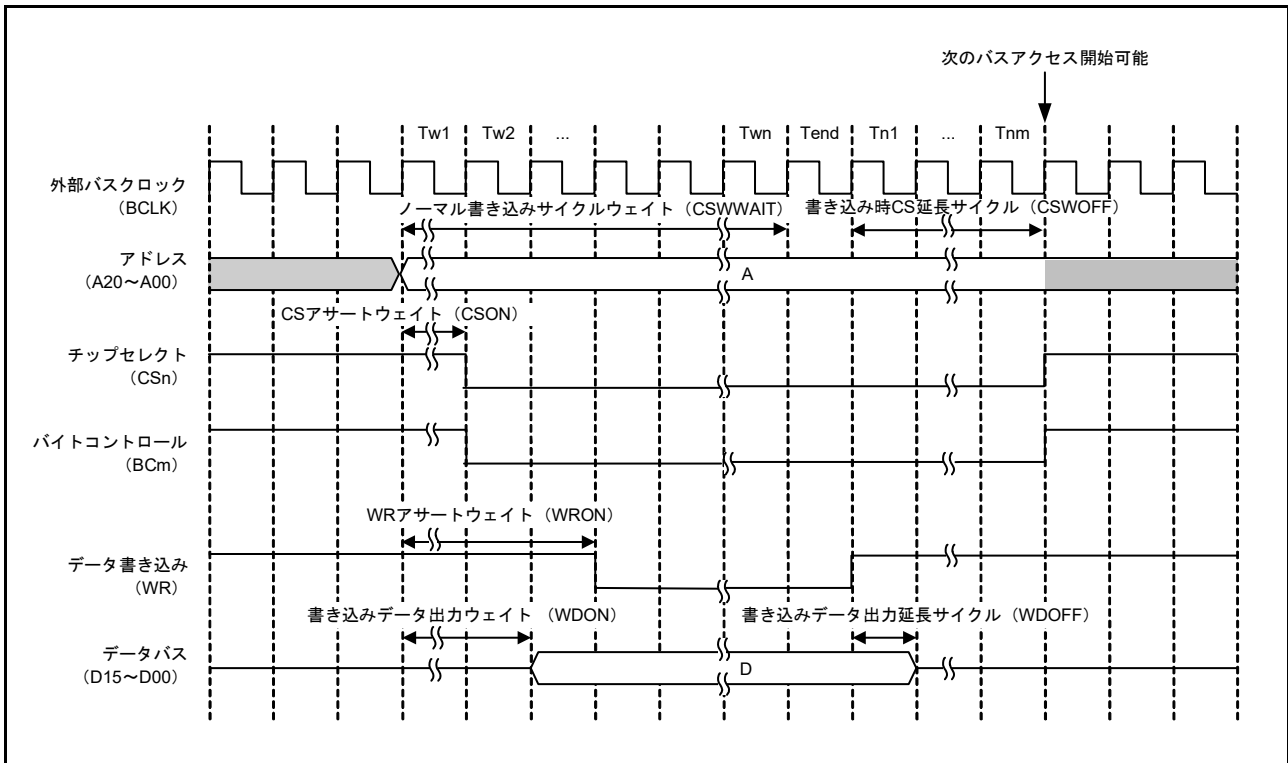 次のバスアクセス開始可能
Tw1 Tw2 ... Twn Tend Tn1 ... Tnm
外部バスクロック
(BCLK)
ノーマル書き込みサイクルウェイト（CSWWAIT）
書き込み時CS延長サイクル（CSWOFF）
アドレス
(A20～A00)
A
CSアサートウェイト（CSON）
チップセレクト
(CSn)
バイトコントロール
(BCm)
WRアサートウェイト（WRON）
データ書き込み
(WR)
書き込みデータ出力ウェイト（WDON）
書き込みデータ出力延長サイクル（WDOFF）
データバス
(D15～D00)
D